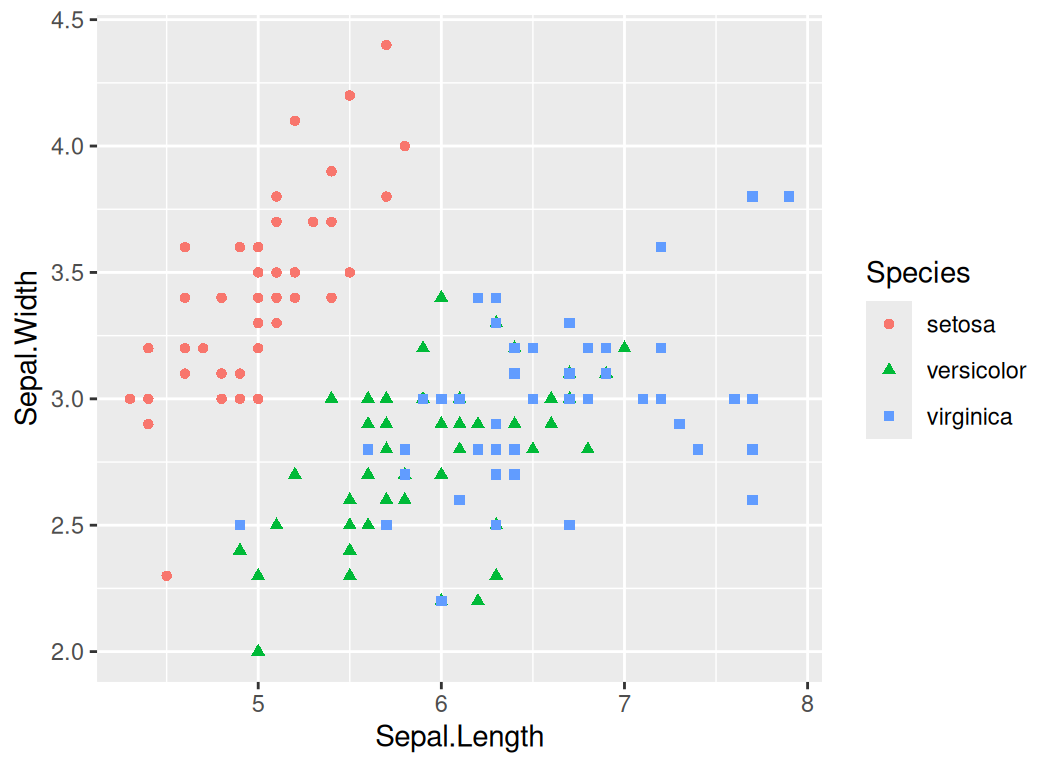 4.5
4.0
3.5
3.0
2.5
2.0
Sepal.Width
5 6 7 8
Sepal.Length
Species
setosa
versicolor
virginica